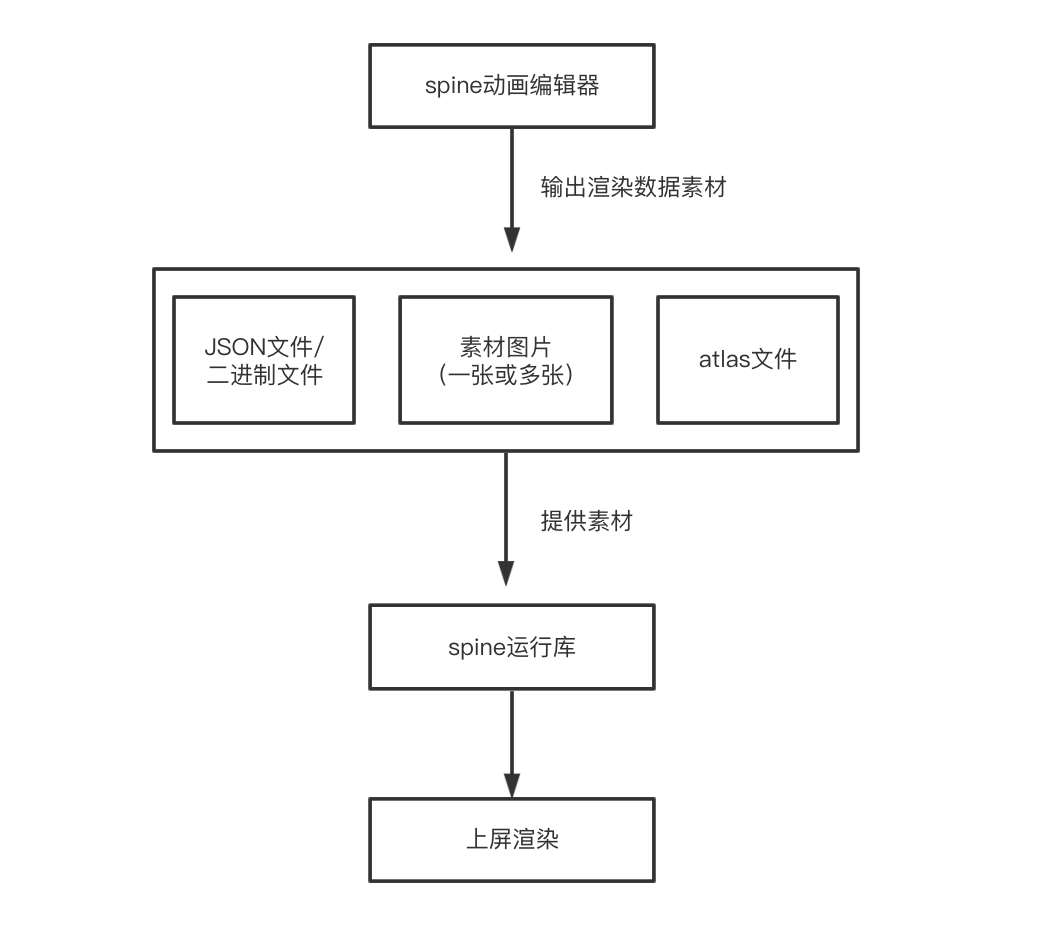 spine动画编辑器
输出渲染数据素材
JSON文件/
二进制文件
素材图片
（一张或多张）
atlas文件
提供素材
spine运行库
上屏渲染